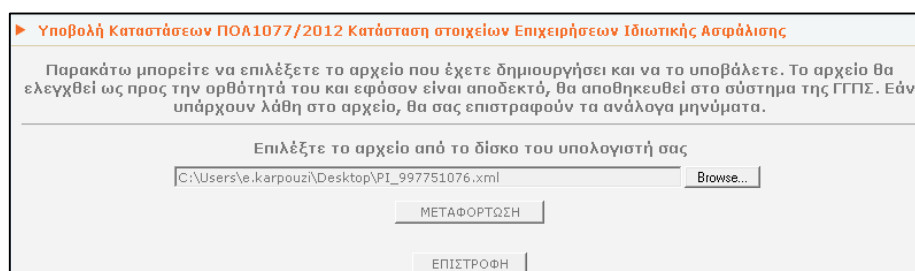 Υποβολή Καταστάσεων ΠΟΛ1077/2012 Κατάσταση στοιχείων Επιχειρήσεων Ιδιωτικής Ασφάλισης
Παρακάτω μπορείτε να επιλέξετε το αρχείο που έχετε δημιουργήσει και να το υποβάλετε. Το αρχείο θα
ελεγχθεί ως προς την ορθότητά του και εφόσον είναι αποδεκτό, θα αποθηκευθεί στο σύστημα της ΓΓΠΣ. Εάν
υπάρχουν λάθη στο αρχείο, θα σας επιστραφούν τα ανάλογα μηνύματα.
Επιλέξτε το αρχείο από το δίσκο του υπολογιστή σας
C:\Users\e.karpouzi\Desktop\PI_997751076.xml Browse...
ΜΕΤΑΦΟΡΤΩΣΗ
ΕΠΙΣΤΡΟΦΗ